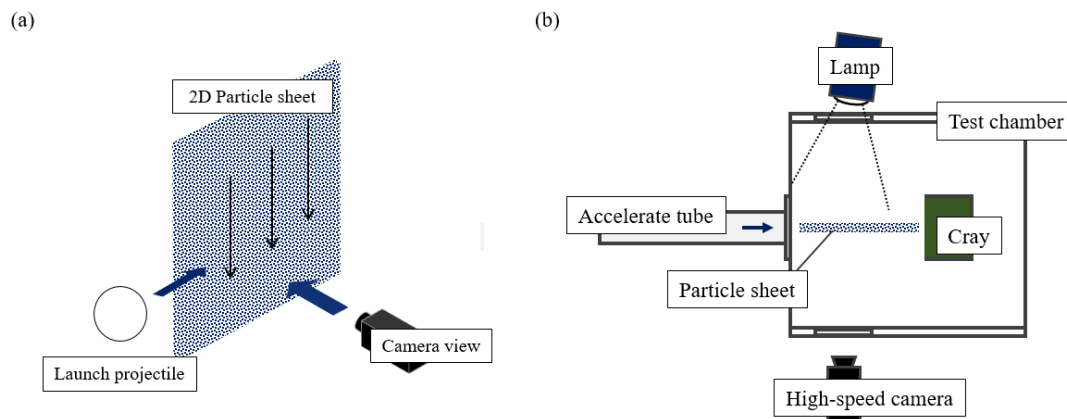 (a)
2D Particle sheet
Launch projectile
Camera view
(b)
Lamp
Test chamber
Accelerate tube
Cray
Particle sheet
High-speed camera